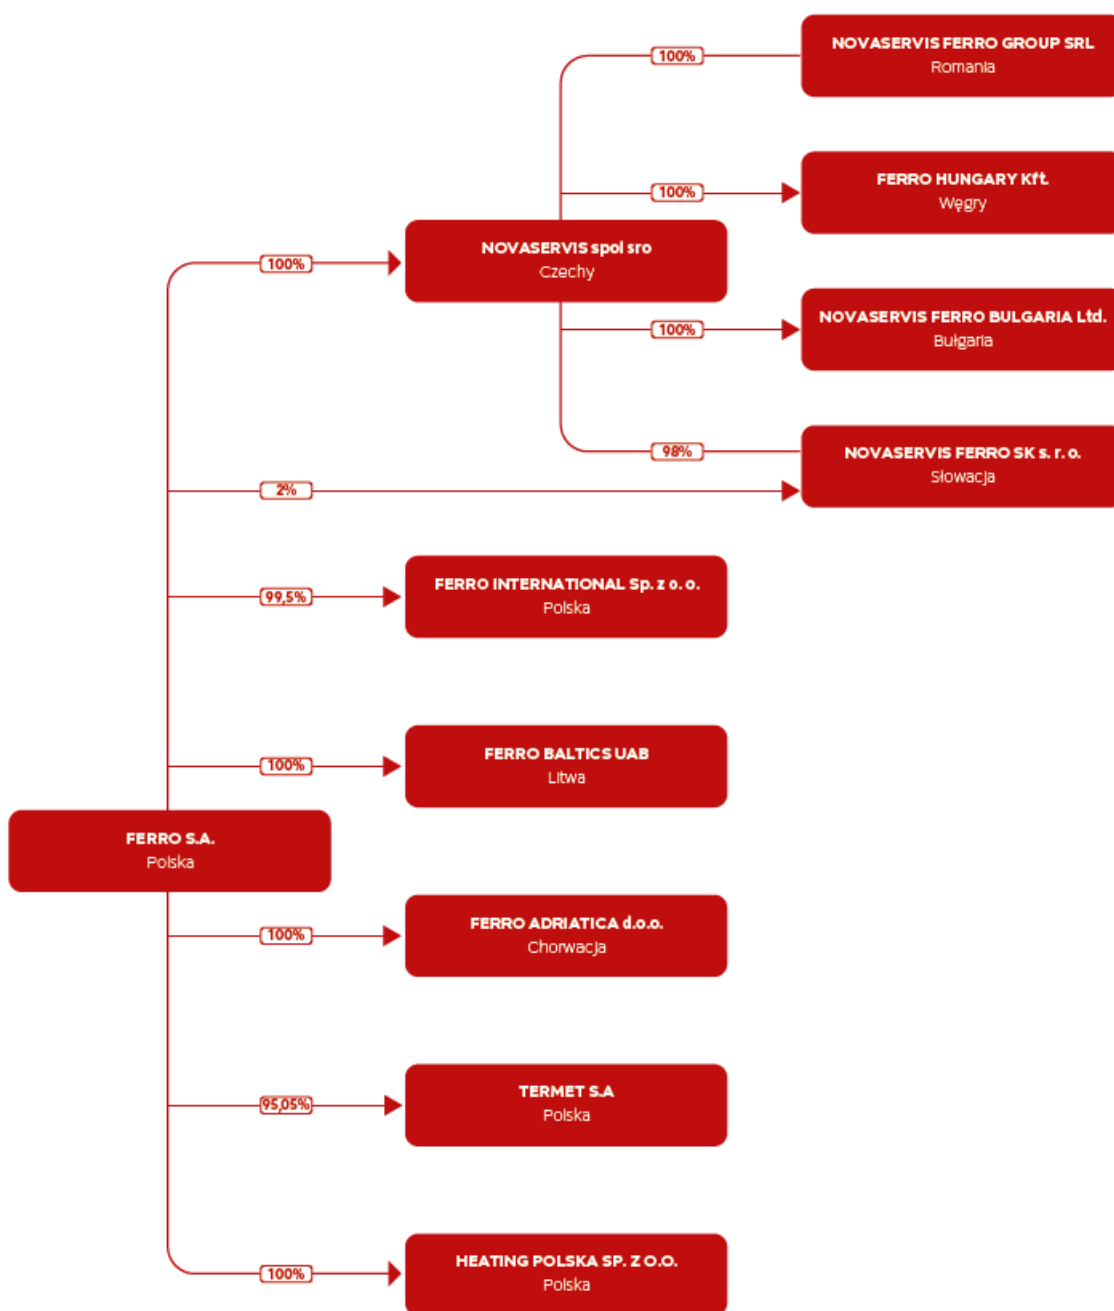 NOVASERVIS FERRO GROUP SRL
Romania
100%
FERRO HUNGARY Kft.
Węgry
100%
NOVASERVIS spol sro
Czechy
100%
NOVASERVIS FERRO BULGARIA Ltd.
Bułgaria
100%
NOVASERVIS FERRO SK s. r. o.
Słowacja
98%
2%
FERRO INTERNATIONAL Sp. z o. o.
Polska
99,5%
FERRO BALTICS UAB
Litwa
100%
FERRO S.A.
Polska
FERRO ADRIATICA d.o.o.
Chorwacja
100%
TERMET S.A
Polska
95,05%
HEATING POLSKA SP. Z O.O.
Polska
100%